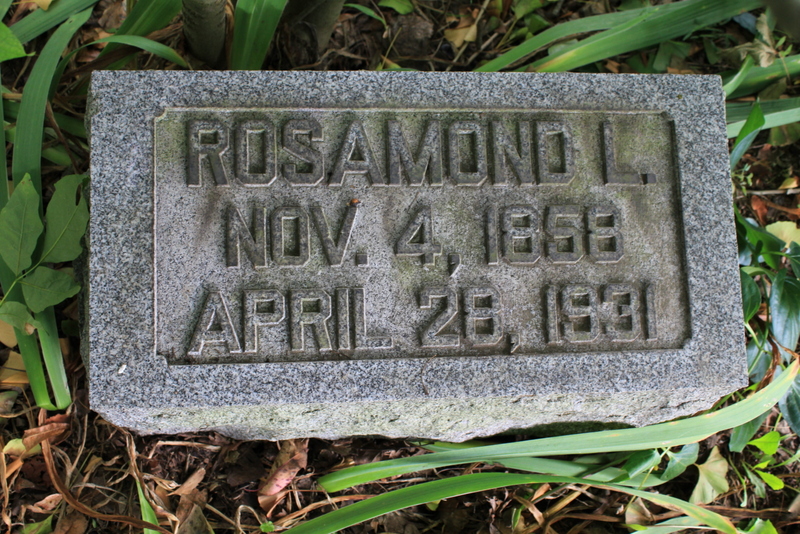 ROSAMOND L.
NOV. 4, 1858
APRIL 28, 1931